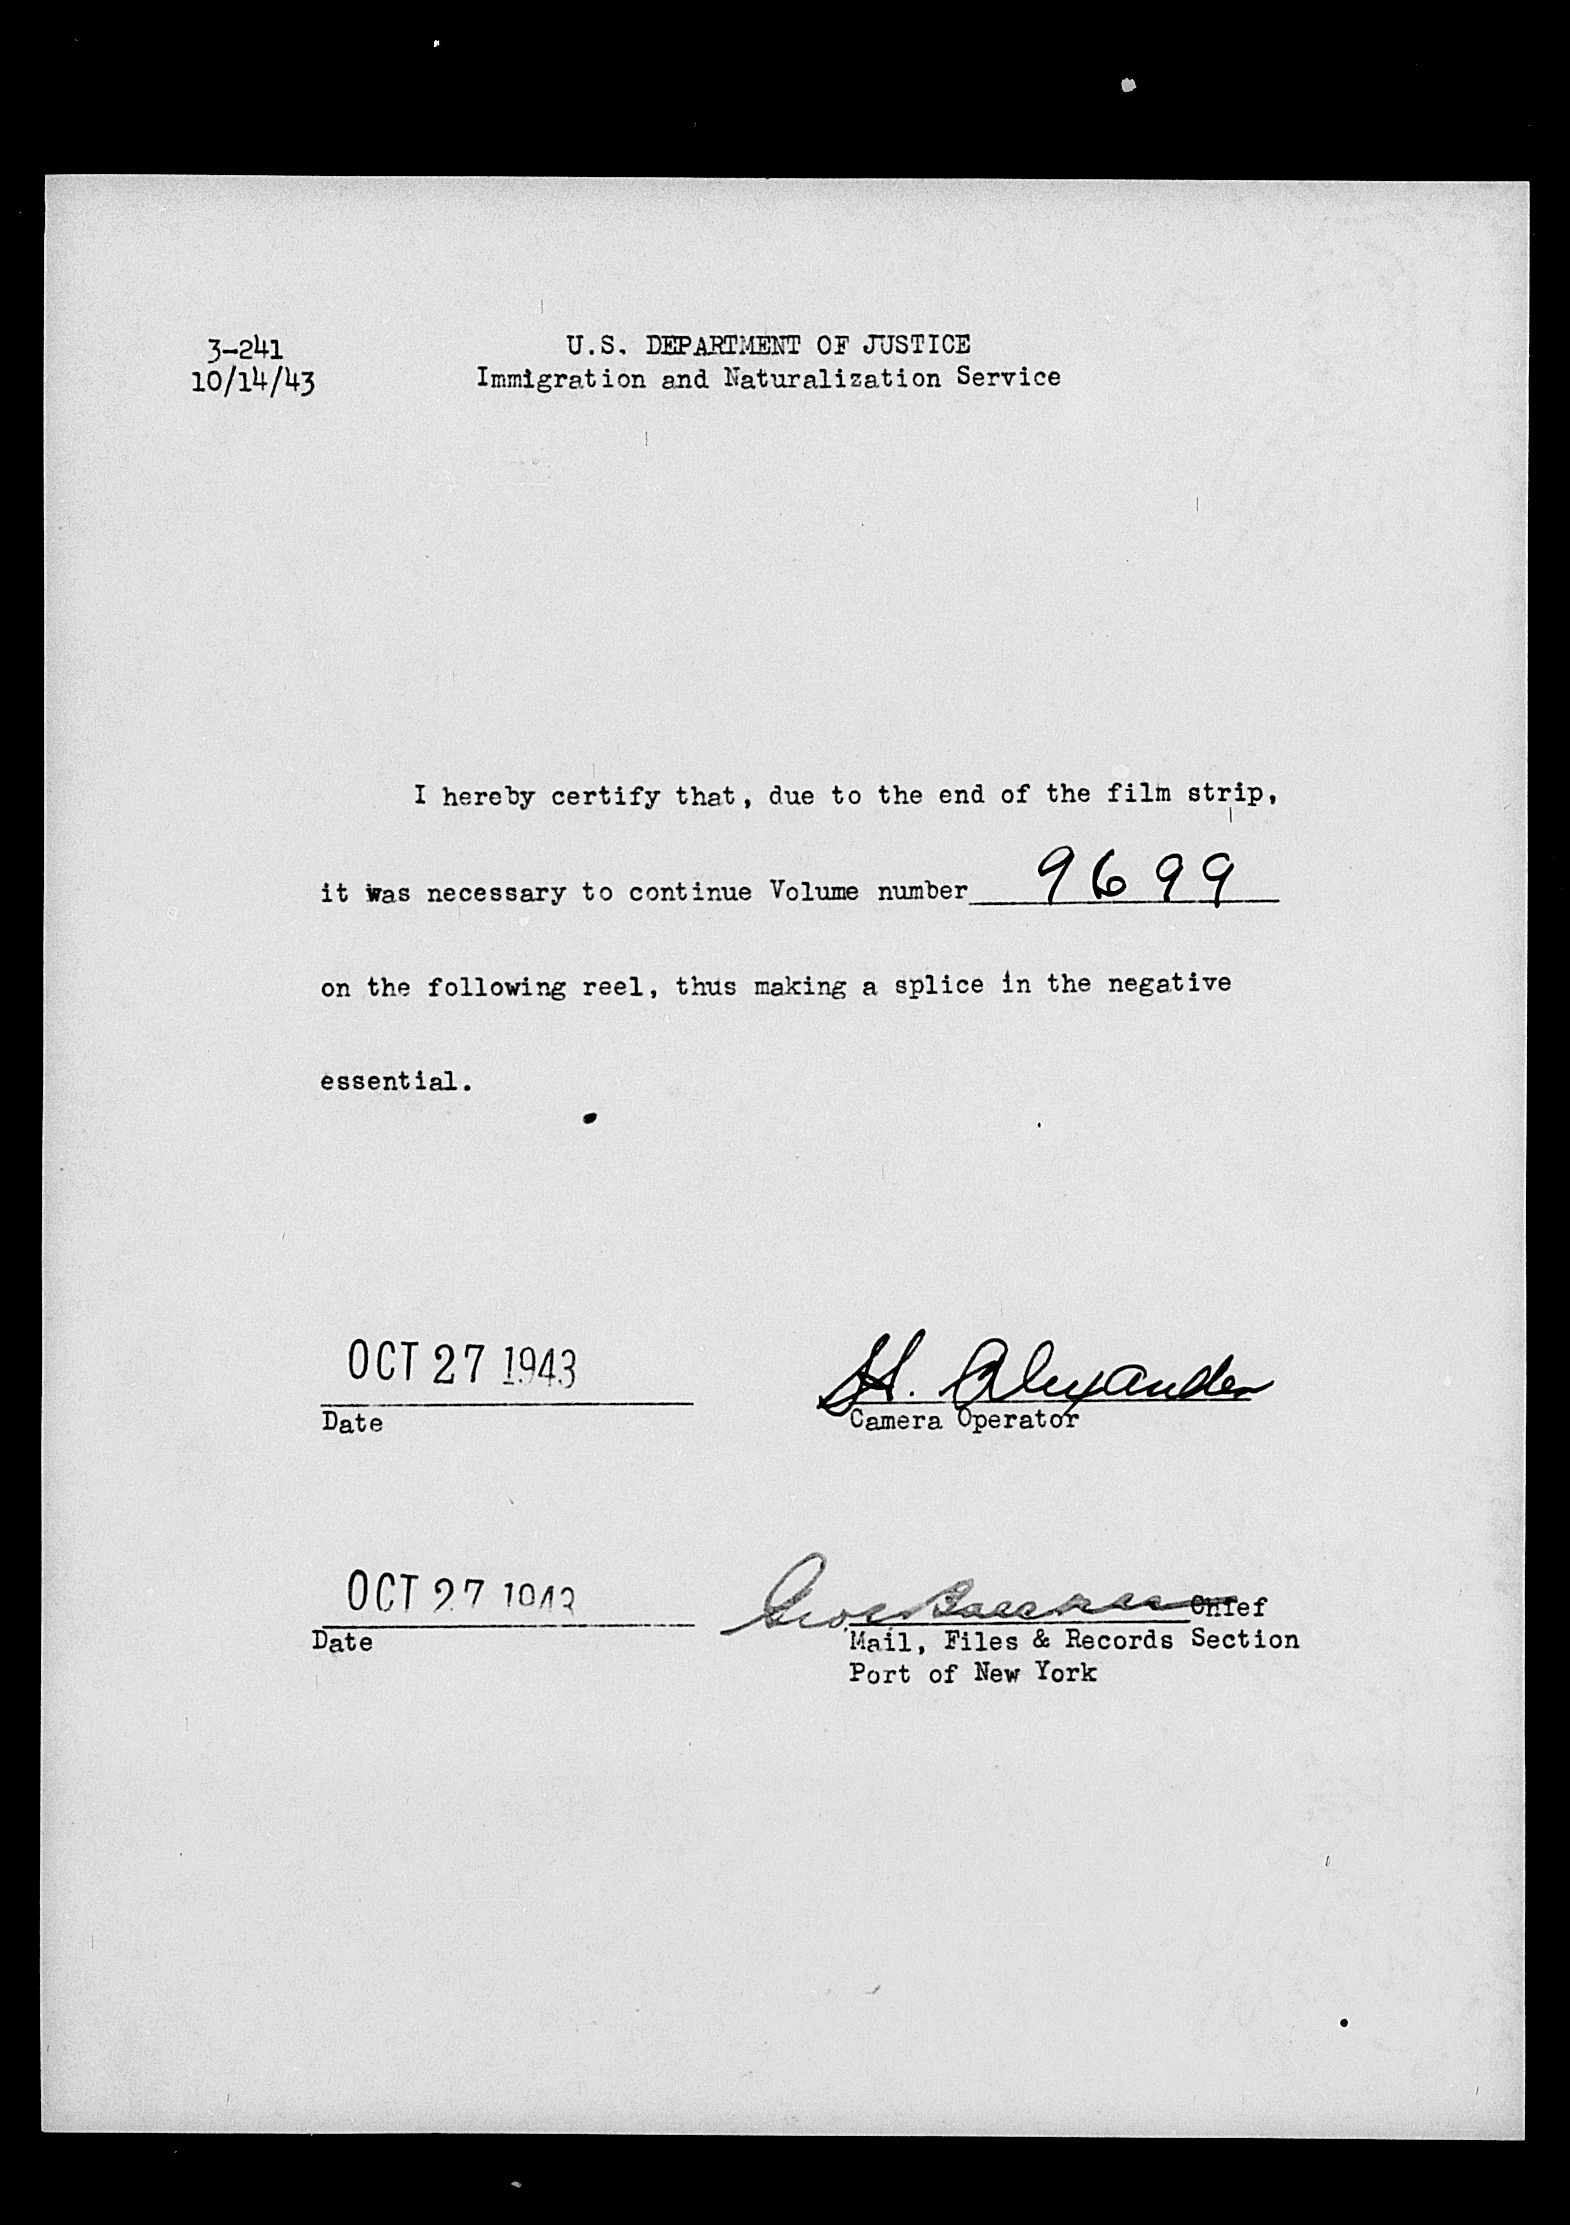 3-241
10/14/43
U.S. DEPARTMENT OF JUSTICE
Immigration and Naturalization Service
I hereby certify that, due to the end of the film strip,
it was necessary to continue Volume number 9699
on the following reel, thus making a splice in the negative
essential.
OCT 27 1943
Date
H. Alexander
Camera Operator
OCT 27 1943
Date
Chief
Mail, Files & Records Section
Port of New York